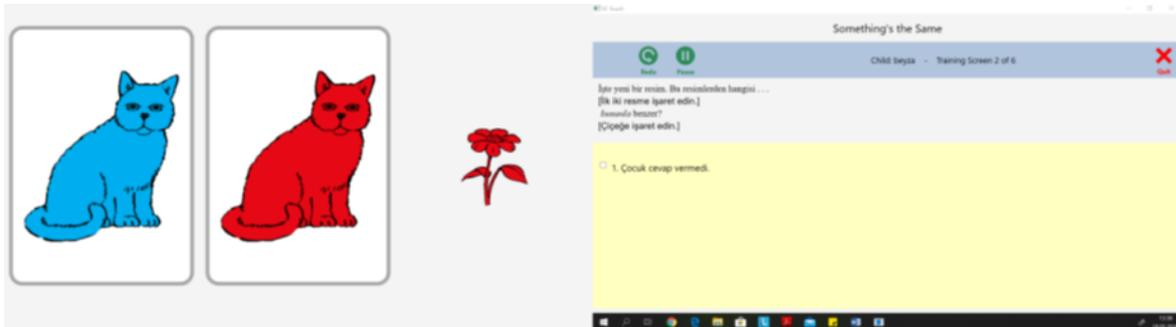 Something's the Same
Redo
Pause
Child: beyza - Training Screen 2 of 6
Quit
İşte yeni bir resim. Bu resimlerden hangisi . . .
[İlk iki resme işaret edin.]
benzer?
[Çiçeğe işaret edin.]
1. Çocuk cevap vermedi.